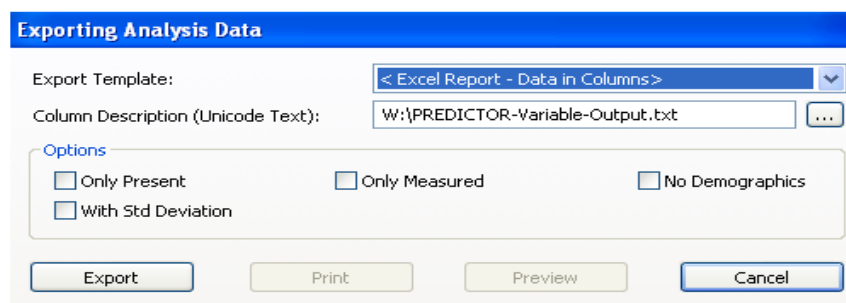 Exporting Analysis Data
Export Template: < Excel Report - Data in Columns>
Column Description (Unicode Text): W:\PREDICTOR-Variable-Output.txt ...
Options
Only Present Only Measured No Demographics
With Std Deviation
Export Print Preview Cancel